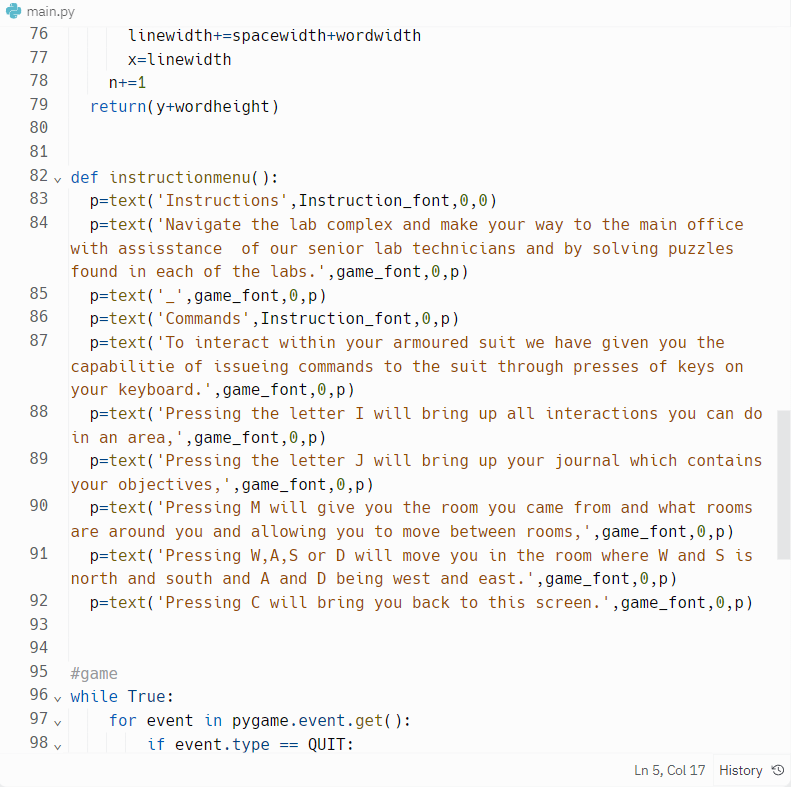 main.py
76 linewidth+=spacewidth+wordwidth
77 x=linewidth
78 n+=1
79 return(y+wordheight)
80
81
82 def instructionmenu():
83 p=text('Instructions',Instruction_font,0,0)
84 p=text('Navigate the lab complex and make your way to the main office
with assisstance  of our senior lab technicians and by solving puzzles
found in each of the labs.',game_font,0,p)
85 p=text('_',game_font,0,p)
86 p=text('Commands',Instruction_font,0,p)
87 p=text('To interact within your armoured suit we have given you the
capabilitie of issueing commands to the suit through presses of keys on
your keyboard.',game_font,0,p)
88 p=text('Pressing the letter I will bring up all interactions you can do
in an area,',game_font,0,p)
89 p=text('Pressing the letter J will bring up your journal which contains
your objectives,',game_font,0,p)
90 p=text('Pressing M will give you the room you came from and what rooms
are around you and allowing you to move between rooms,',game_font,0,p)
91 p=text('Pressing W,A,S or D will move you in the room where W and S is
north and south and A and D being west and east.',game_font,0,p)
92 p=text('Pressing C will bring you back to this screen.',game_font,0,p)
93
94
95 #game
96 while True:
97 for event in pygame.event.get():
98 if event.type == QUIT:
Ln 5, Col 17 History